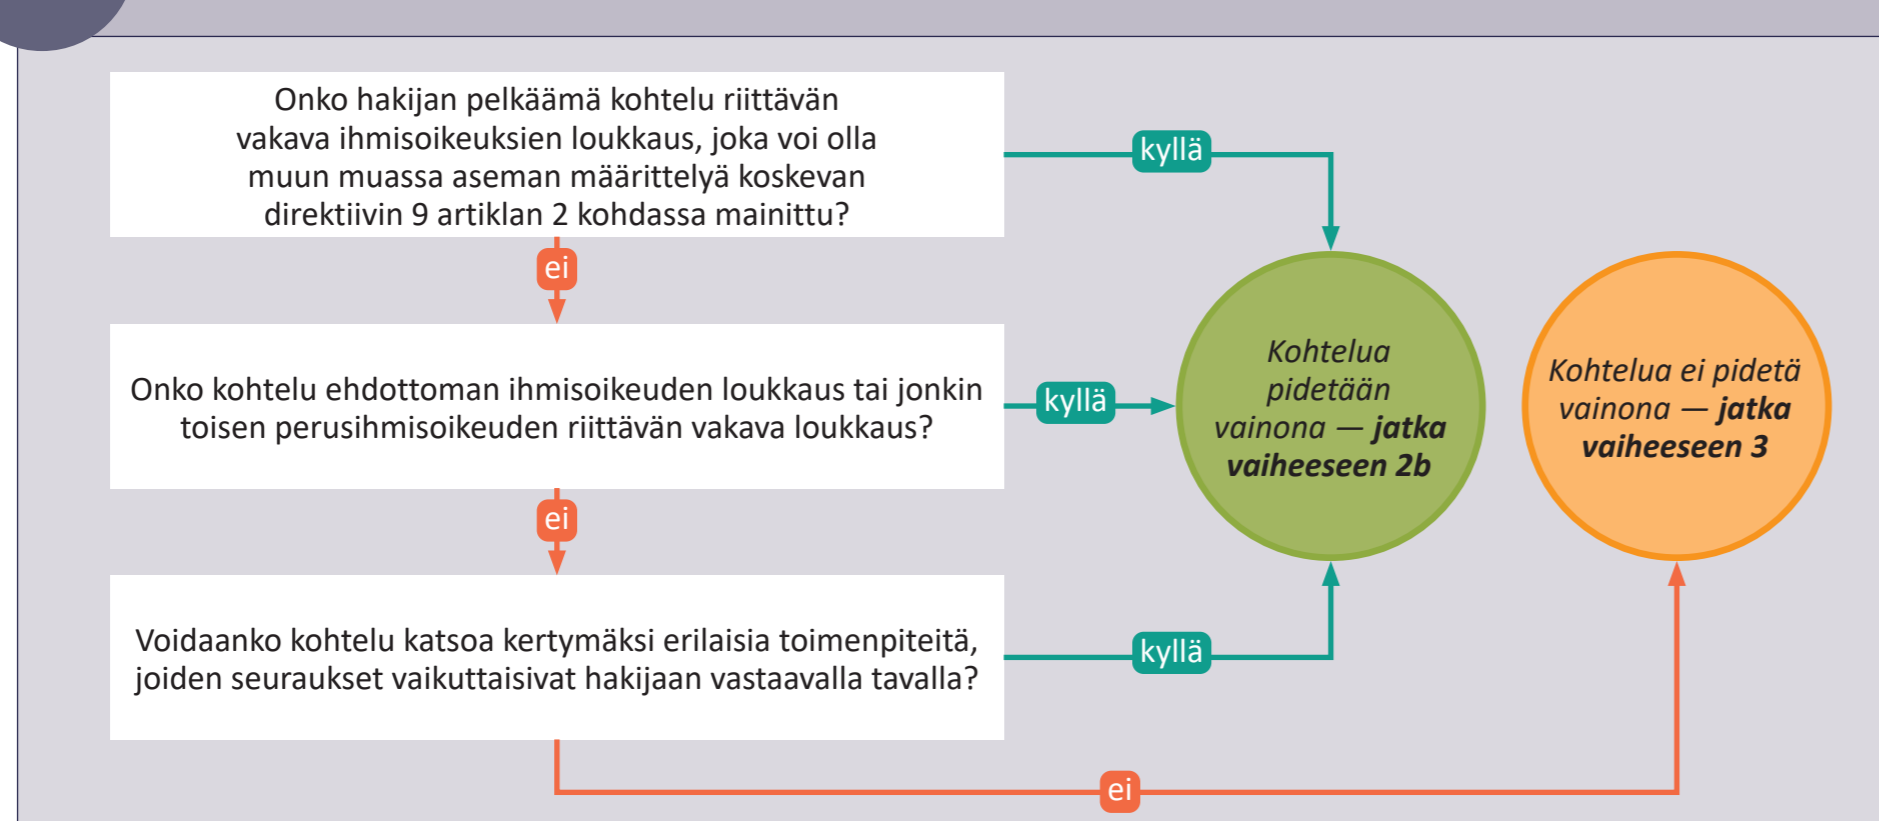 Onko hakijan pelkäämä kohtelu riittävän
vakava ihmisoikeuksien loukkaus, joka voi olla
muun muassa aseman määrittelyä koskevan
direktiivin 9 artiklan 2 kohdassa mainittu?
kyllä
ei
Onko kohtelu ehdottoman ihmisoikeuden loukkaus tai jonkin
toisen perusihmisoikeuden riittävän vakava loukkaus?
kyllä
Kohtelua
pidetään
vainona — jatka
vaiheeseen 2b
Kohtelua ei pidetä
vainona — jatka
vaiheeseen 3
ei
Voidaanko kohtelu katsoa kertymäksi erilaisia toimenpiteitä,
joiden seuraukset vaikuttaisivat hakijaan vastaavalla tavalla?
kyllä
ei